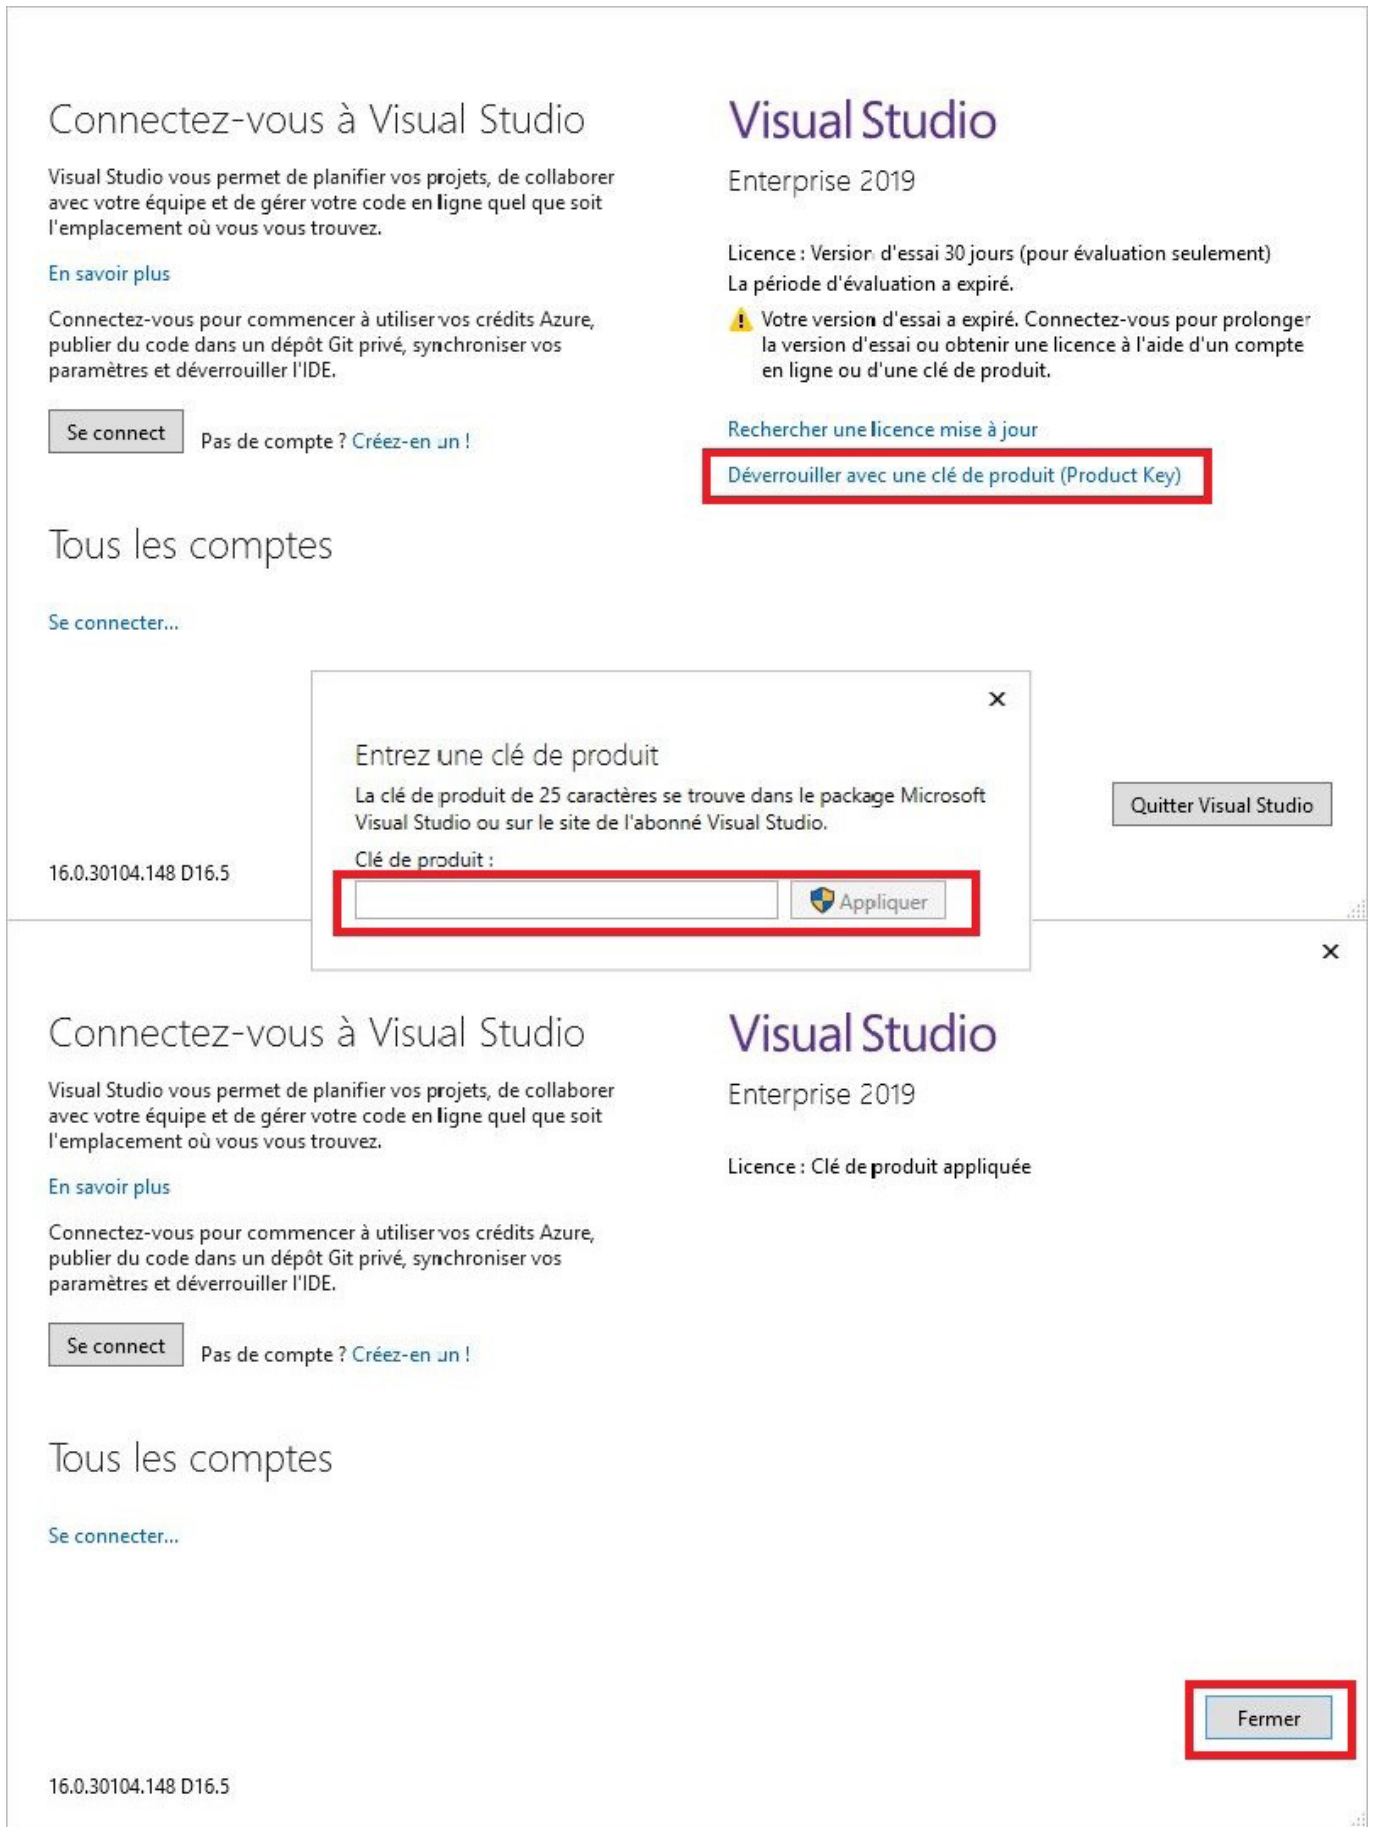 Connectez-vous à Visual Studio
Visual Studio vous permet de planifier vos projets, de collaborer
avec votre équipe et de gérer votre code en ligne quel que soit
l'emplacement où vous vous trouvez.
En savoir plus
Connectez-vous pour commencer à utiliser vos crédits Azure,
publier du code dans un dépôt Git privé, synchroniser vos
paramètres et déverrouiller l'IDE.
Se connect
Pas de compte ? Créez-en un !
Tous les comptes
Se connecter...
Visual Studio
Enterprise 2019
Licence : Version d'essai 30 jours (pour évaluation seulement)
La période d'évaluation a expiré.
Votre version d'essai a expiré. Connectez-vous pour prolonger
la version d'essai ou obtenir une licence à l'aide d'un compte
en ligne ou d'une clé de produit.
Rechercher une licence mise à jour
Déverrouiller avec une clé de produit (Product Key)
Entrez une clé de produit
La clé de produit de 25 caractères se trouve dans le package Microsoft
Visual Studio ou sur le site de l'abonné Visual Studio.
Clé de produit :
Appliquer
Quitter Visual Studio
16.0.30104.148 D16.5
Connectez-vous à Visual Studio
Visual Studio vous permet de planifier vos projets, de collaborer
avec votre équipe et de gérer votre code en ligne quel que soit
l'emplacement où vous vous trouvez.
En savoir plus
Connectez-vous pour commencer à utiliser vos crédits Azure,
publier du code dans un dépôt Git privé, synchroniser vos
paramètres et déverrouiller l'IDE.
Se connect
Pas de compte ? Créez-en un !
Tous les comptes
Se connecter...
Visual Studio
Enterprise 2019
Licence : Clé de produit appliquée
Fermer
16.0.30104.148 D16.5